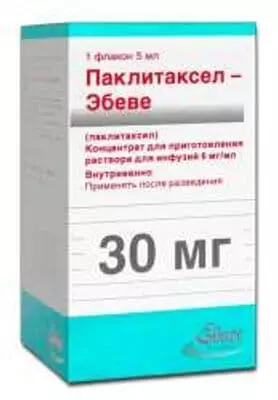 1 флакон 5 мл
Паклитаксел –
Эбеве
(паклитаксел)
Концентрат для приготовления
раствора для инфузий 6 мг/мл
Внутривенно
Применять после разведения
30 мг
Ebewe